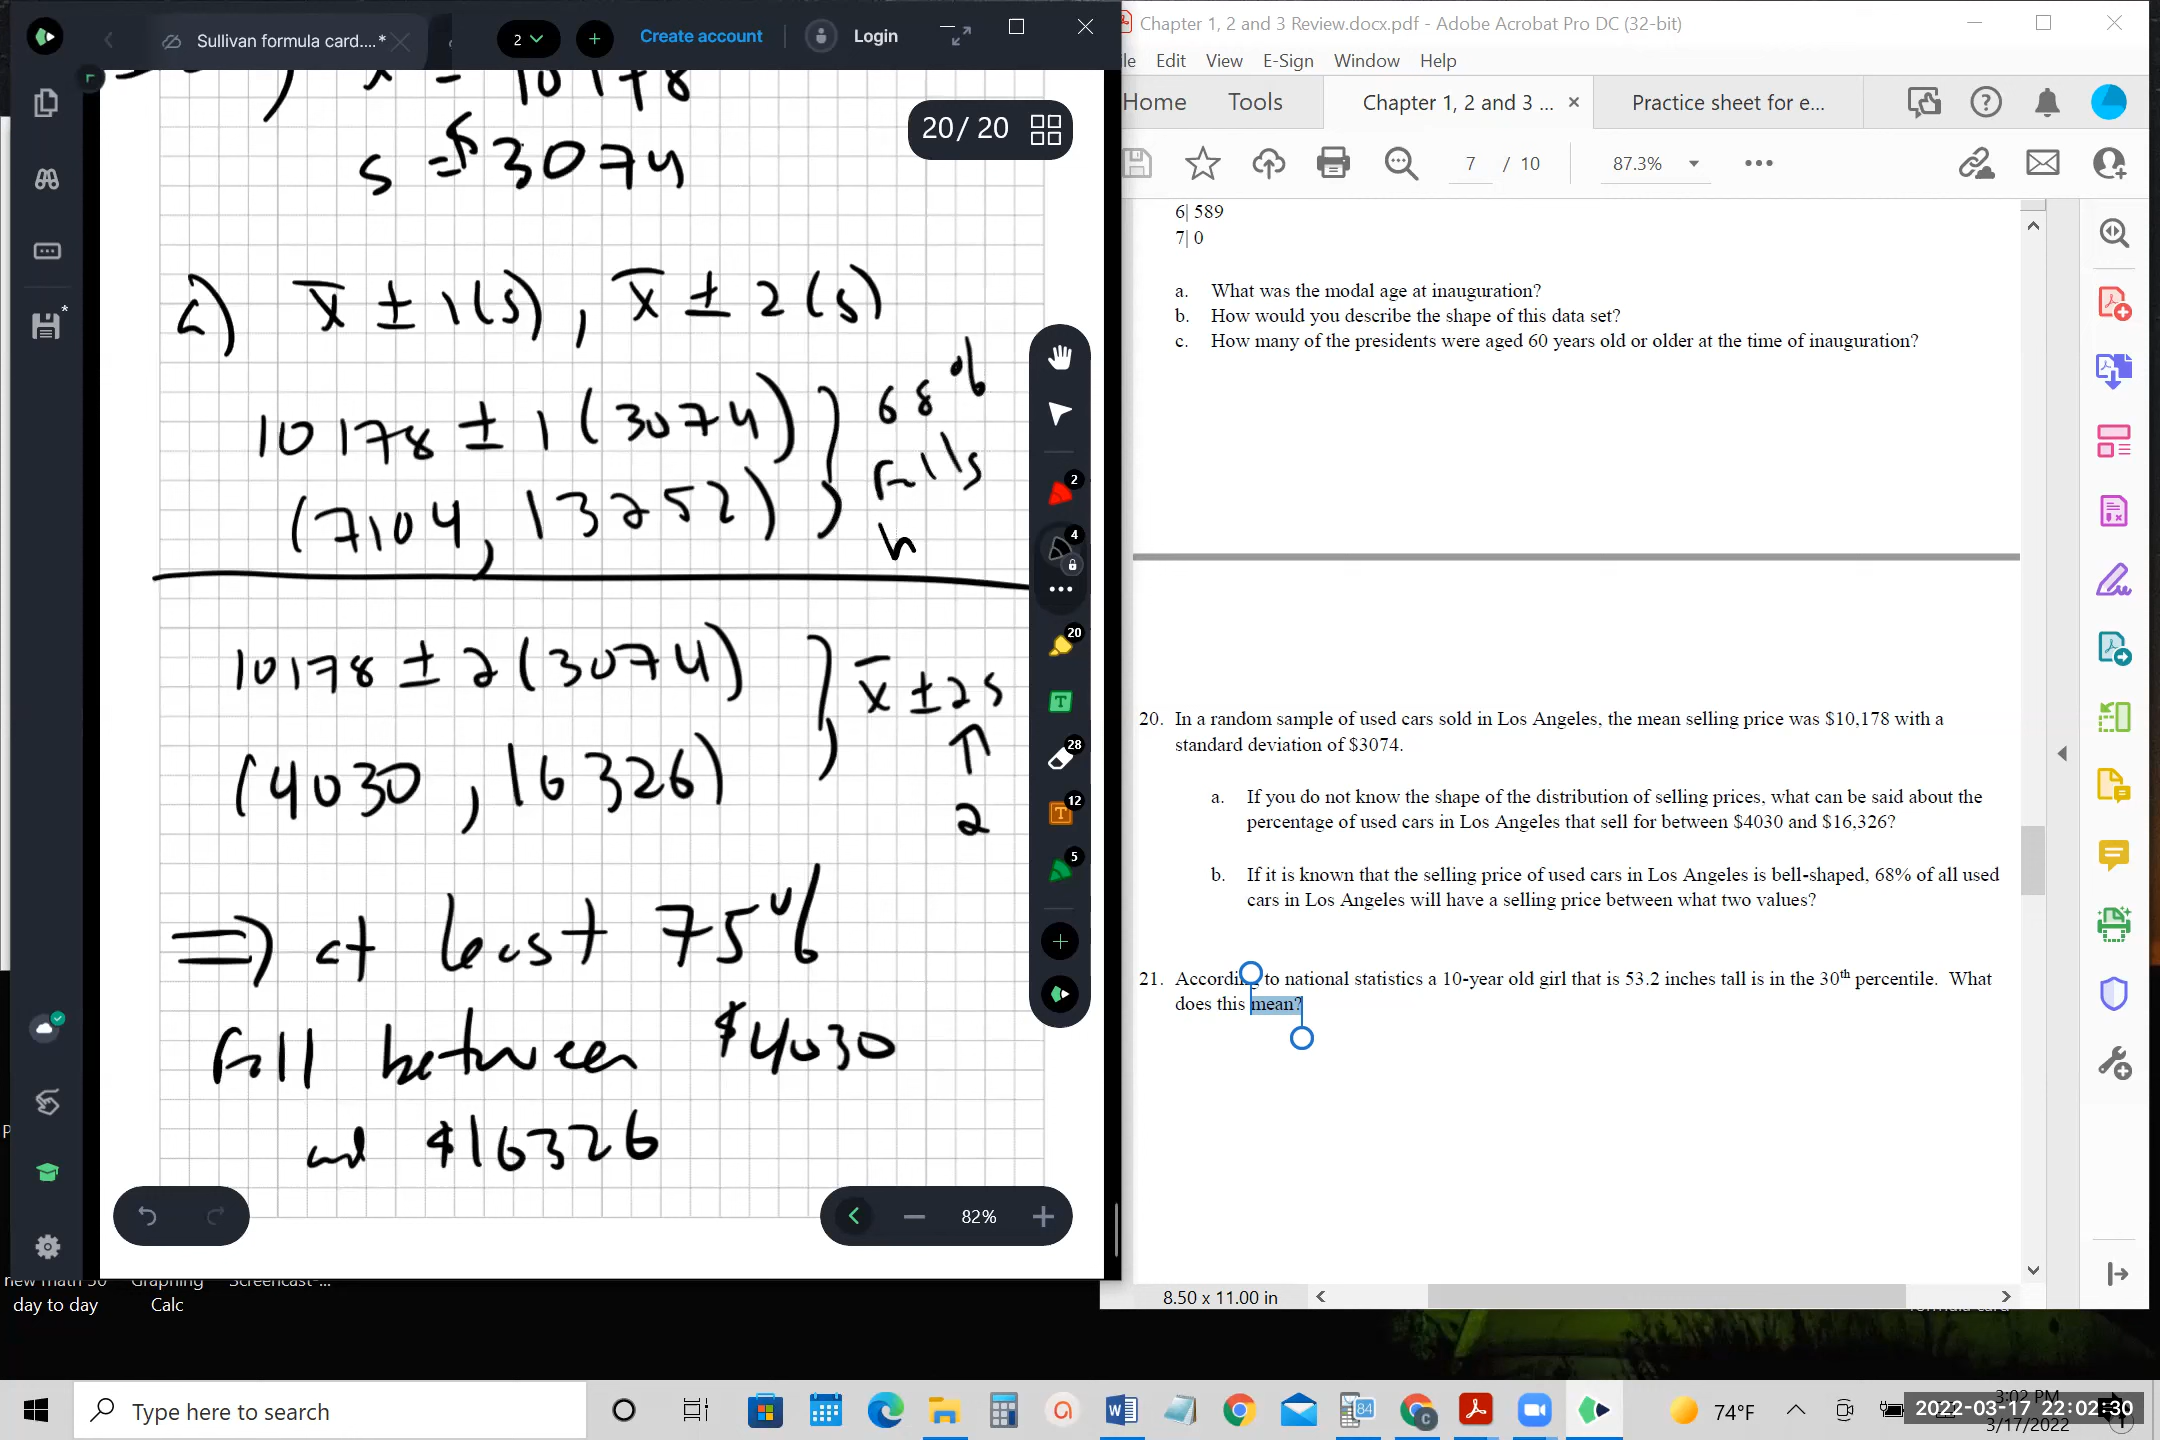 Sullivan formula card....*
2
Create account
Login
20/ 20
10178
s = $3074
x̄ ± 1(s), x̄ ± 2(s)
10178 ± 1 (3074)
68%
falls
(7104, 13252)
10178 ± 2 (3074)
x̄ ± 2s
↑
(4030, 16326)
2
⇒ at least 75%
fall between $4030
and $16326
2
4
20
T
28
T 12
5
82%
Chapter 1, 2 and 3 Review.docx.pdf - Adobe Acrobat Pro DC (32-bit)
Edit View E-Sign Window Help
Home Tools Chapter 1, 2 and 3 ... × Practice sheet for e...
7 / 10 87.3%
6| 589
7| 0
a. What was the modal age at inauguration?
b. How would you describe the shape of this data set?
c. How many of the presidents were aged 60 years old or older at the time of inauguration?
20. In a random sample of used cars sold in Los Angeles, the mean selling price was $10,178 with a
standard deviation of $3074.
a. If you do not know the shape of the distribution of selling prices, what can be said about the
percentage of used cars in Los Angeles that sell for between $4030 and $16,326?
b. If it is known that the selling price of used cars in Los Angeles is bell-shaped, 68% of all used
cars in Los Angeles will have a selling price between what two values?
21. According to national statistics a 10-year old girl that is 53.2 inches tall is in the 30th percentile. What
does this mean?
8.50 x 11.00 in
day to day
Calc
Type here to search
84
74°F
3:02 PM
3/17/2022
2022-03-17 22:02:30